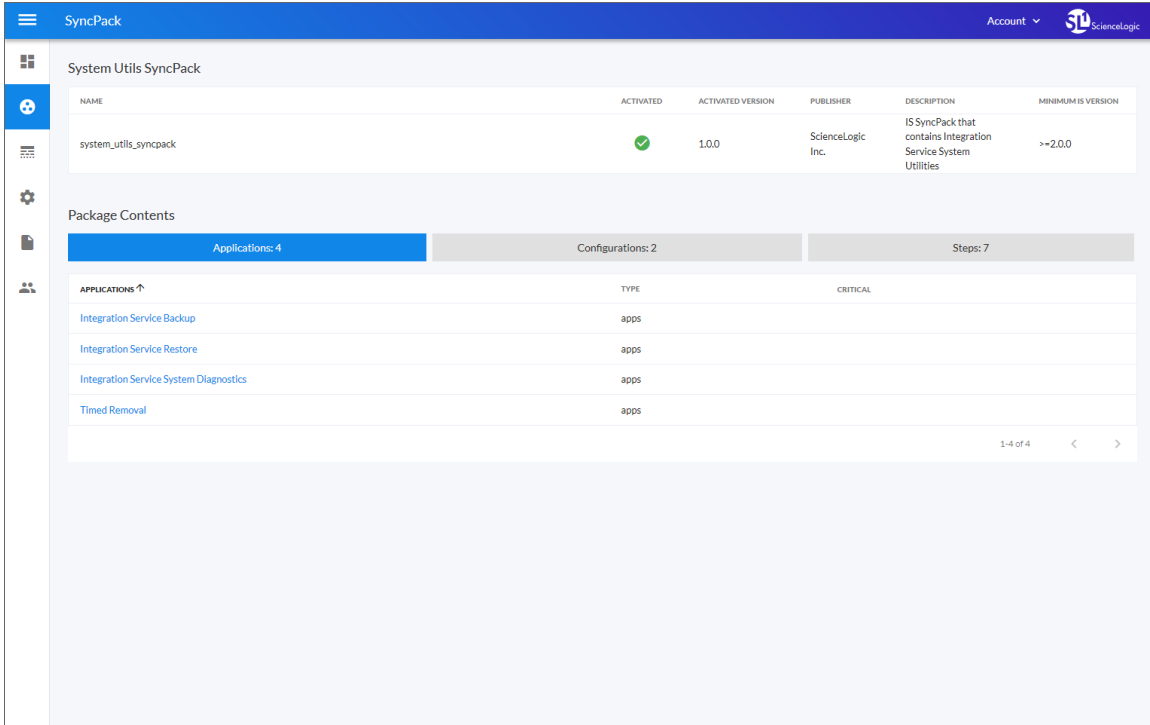 SyncPack
Account
SL ScienceLogic
System Utils SyncPack
NAME ACTIVATED ACTIVATED VERSION PUBLISHER DESCRIPTION MINIMUM IS VERSION
system_utils_syncpack 1.0.0 ScienceLogic Inc. IS SyncPack that contains Integration Service System Utilities >=2.0.0
Package Contents
Applications: 4 Configurations: 2 Steps: 7
APPLICATIONS TYPE CRITICAL
Integration Service Backup apps
Integration Service Restore apps
Integration Service System Diagnostics apps
Timed Removal apps
1-4 of 4